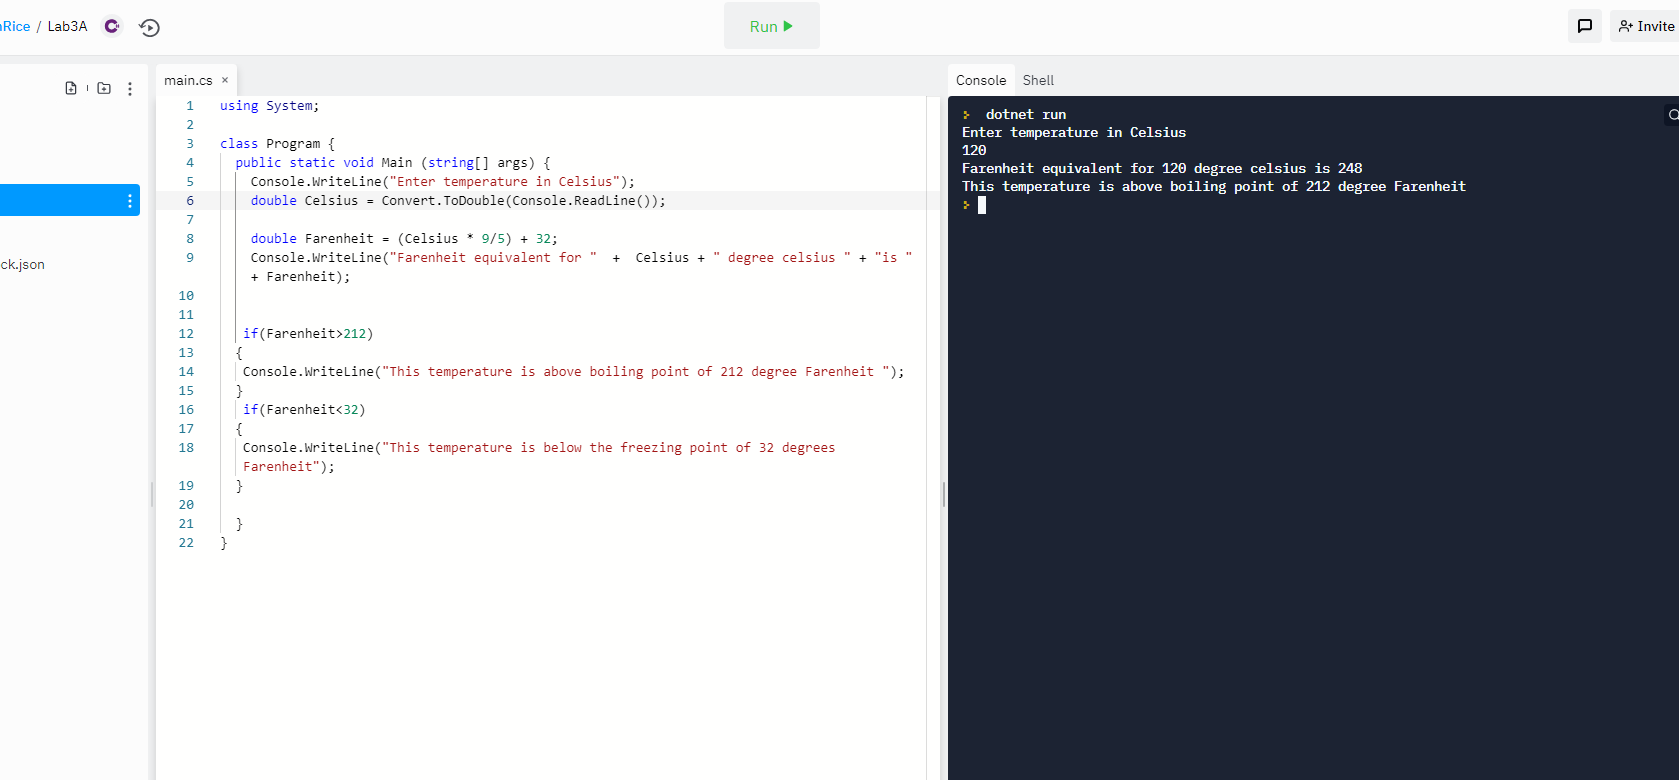 Rice / Lab3A
Run
Invite
main.cs ×
Console Shell
ck.json
1 using System;
2
3 class Program {
4 public static void Main (string[] args) {
5 Console.WriteLine("Enter temperature in Celsius");
6 double Celsius = Convert.ToDouble(Console.ReadLine());
7
8 double Farenheit = (Celsius * 9/5) + 32;
9 Console.WriteLine("Farenheit equivalent for " + Celsius + " degree celsius " + "is "
+ Farenheit);
10
11
12 if(Farenheit>212)
13 {
14 Console.WriteLine("This temperature is above boiling point of 212 degree Farenheit ");
15 }
16 if(Farenheit<32)
17 {
18 Console.WriteLine("This temperature is below the freezing point of 32 degrees
Farenheit");
19 }
20
21 }
22 }
dotnet run
Enter temperature in Celsius
120
Farenheit equivalent for 120 degree celsius is 248
This temperature is above boiling point of 212 degree Farenheit